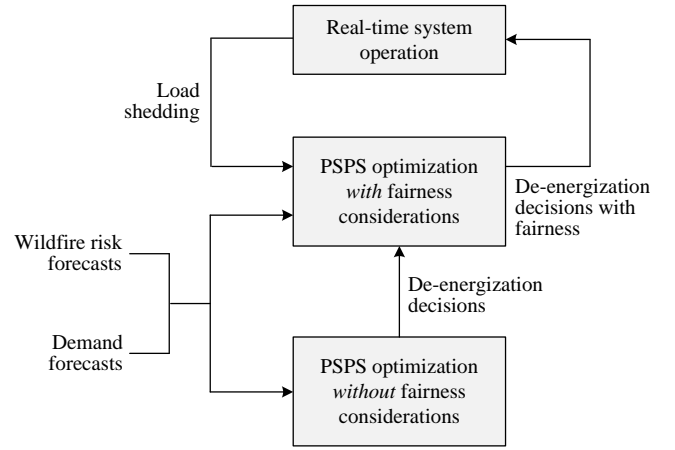 Real-time system
operation
Load
shedding
PSPS optimization
with fairness
considerations
De-energization
decisions with
fairness
Wildfire risk
forecasts
De-energization
decisions
Demand
forecasts
PSPS optimization
without fairness
considerations